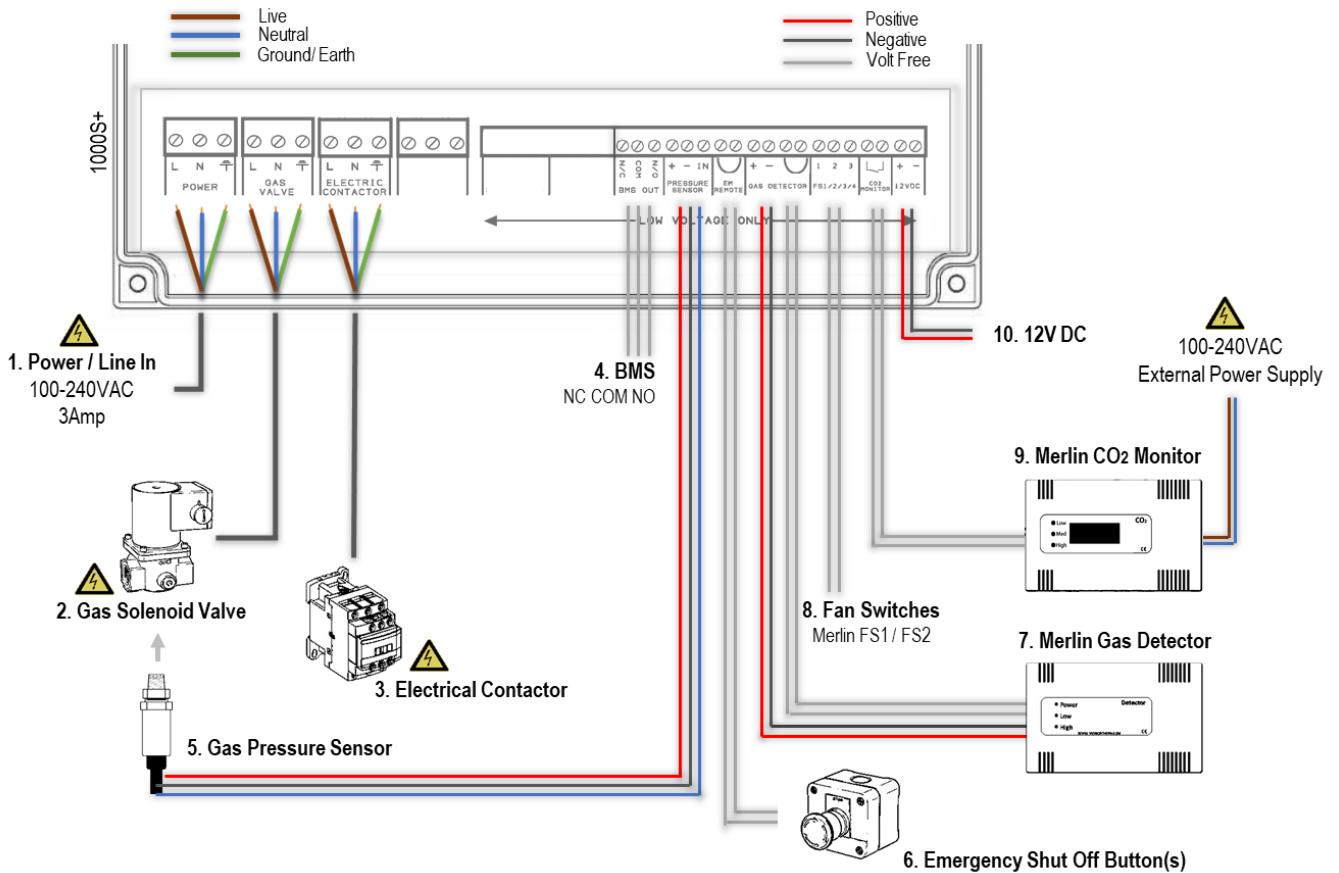 Live
Neutral
Ground/ Earth
Positive
Negative
Volt Free
1000S+
L N
POWER
L N
GAS
VALVE
L N
ELECTRIC
CONTACTOR
N/C COM N/O
BMS OUT
+ − IN
PRESSURE
SENSOR
EM
REMOTE
+ −
GAS DETECTOR
1 2 3
FS1/2/3/4
CO2
MONITOR
+ −
12VDC
LOW VOLTAGE ONLY
1. Power / Line In
100-240VAC
3Amp
10. 12V DC
100-240VAC
External Power Supply
4. BMS
NC COM NO
9. Merlin CO2 Monitor
Low
Med
High
CO2
CE
2. Gas Solenoid Valve
3. Electrical Contactor
8. Fan Switches
Merlin FS1 / FS2
7. Merlin Gas Detector
Power
Low
High
Detector
CE
5. Gas Pressure Sensor
6. Emergency Shut Off Button(s)